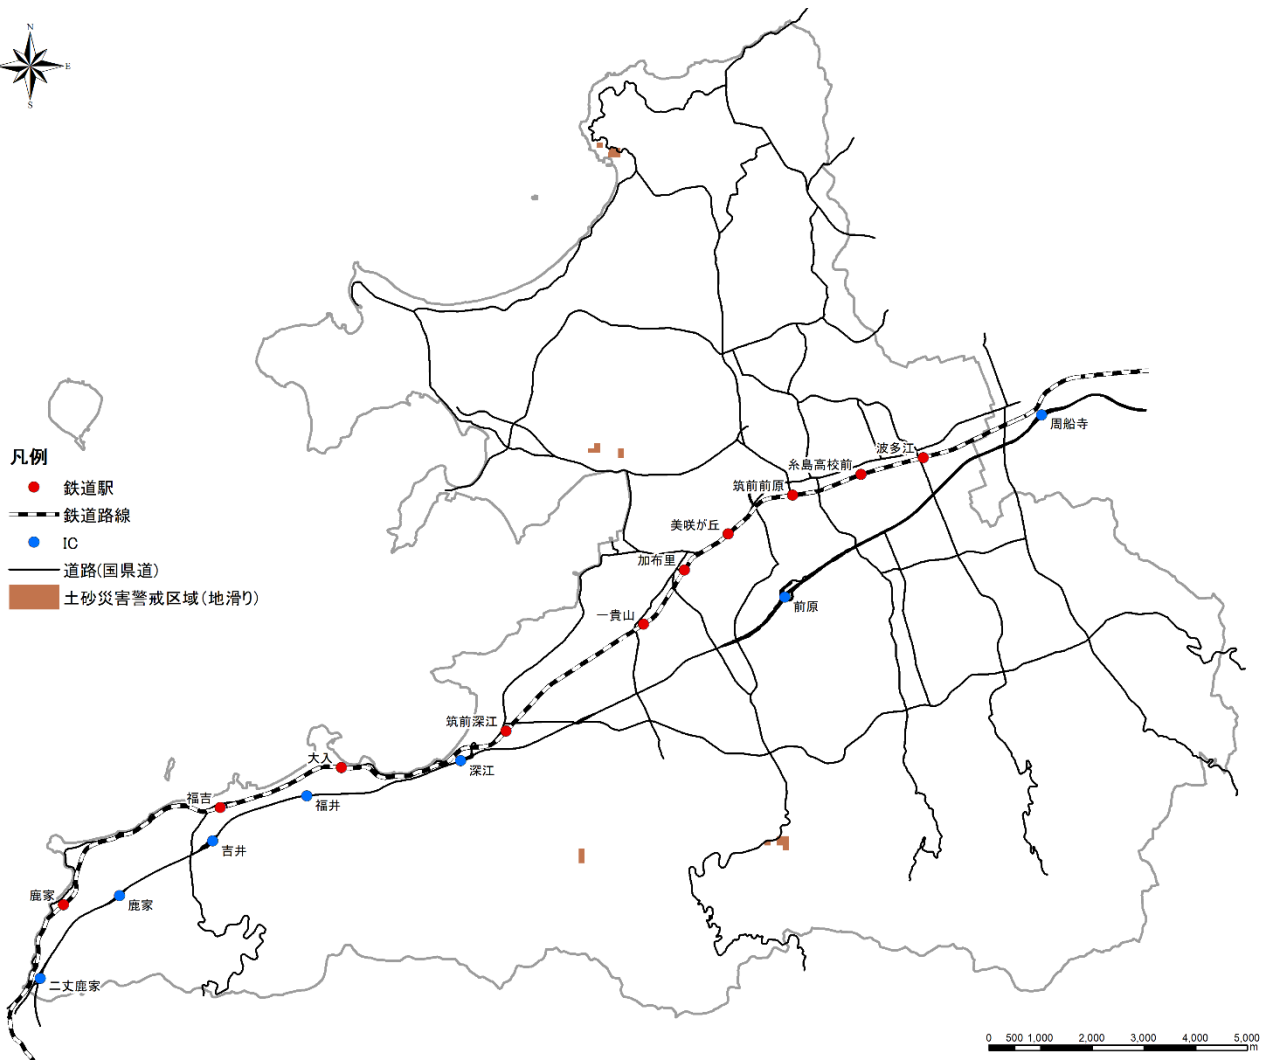 N
E
S
周船寺
波多江
糸島高校前
筑前前原
美咲が丘
加布里
前原
一貴山
筑前深江
深江
大入
福井
福吉
吉井
鹿家
鹿家
二丈鹿家
凡例
鉄道駅
鉄道路線
IC
道路(国県道)
土砂災害警戒区域(地滑り)
0 500 1,000 2,000 3,000 4,000 5,000
m